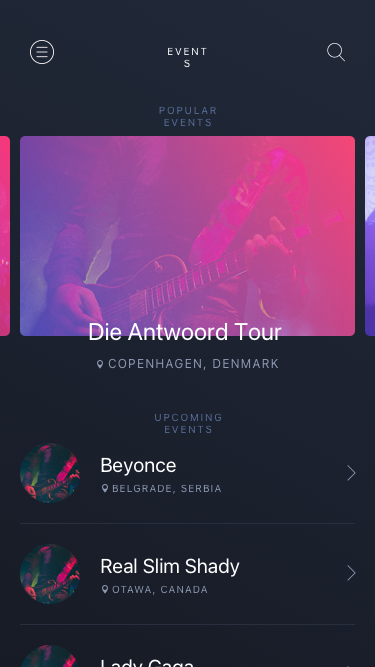 EVENT
S
POPULAR
EVENTS
Die Antwoord Tour
COPENHAGEN, DENMARK
UPCOMING
EVENTS
Beyonce
BELGRADE, SERBIA
Real Slim Shady
OTAWA, CANADA
Lady Gaga